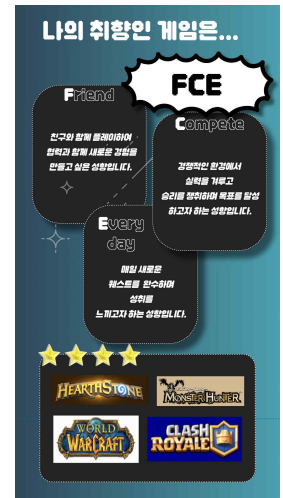 나의 취향인 게임은...
FCE
Friend
친구와 함께 플레이하며
협력과 함께 새로운 경험을
만들고 싶은 성향입니다.
Compete
경쟁적인 환경에서
실력을 겨루고
승리를 쟁취하며 목표를 달성
하고자 하는 성향입니다.
Every
day
매일 새로운
퀘스트를 완수하며
성취를
느끼고자 하는 성향입니다.
HEARTHSTONE
MONSTER HUNTER
WORLD
WARCRAFT
CLASH
ROYALE